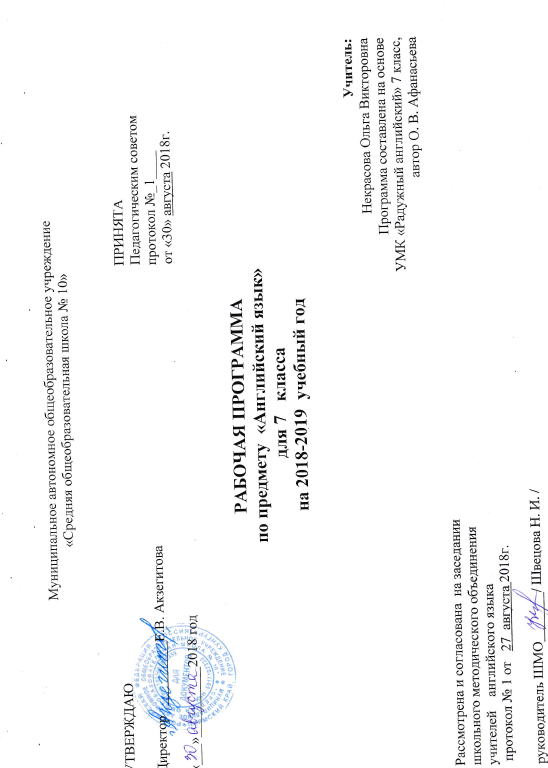 Муниципальное автономное общеобразовательное учреждение
«Средняя общеобразовательная школа № 10»
УТВЕРЖДАЮ
Директор Е.В. Акзегитова
«30» августа 2018 год
ПРИНЯТА
Педагогическим советом
протокол №_1____
от «30» августа 2018г.
РАБОЧАЯ ПРОГРАММА
по предмету «Английский язык»
для 7 класса
на 2018-2019 учебный год
Учитель:
Некрасова Ольга Викторовна
Программа составлена на основе
УМК «Радужный английский» 7 класс,
автор О. В. Афанасьева
Рассмотрена и согласована на заседании
школьного методического объединения
учителей английского языка
протокол № 1 от 27 августа 2018г.
руководитель ШМО______/ Швецова Н. И. /